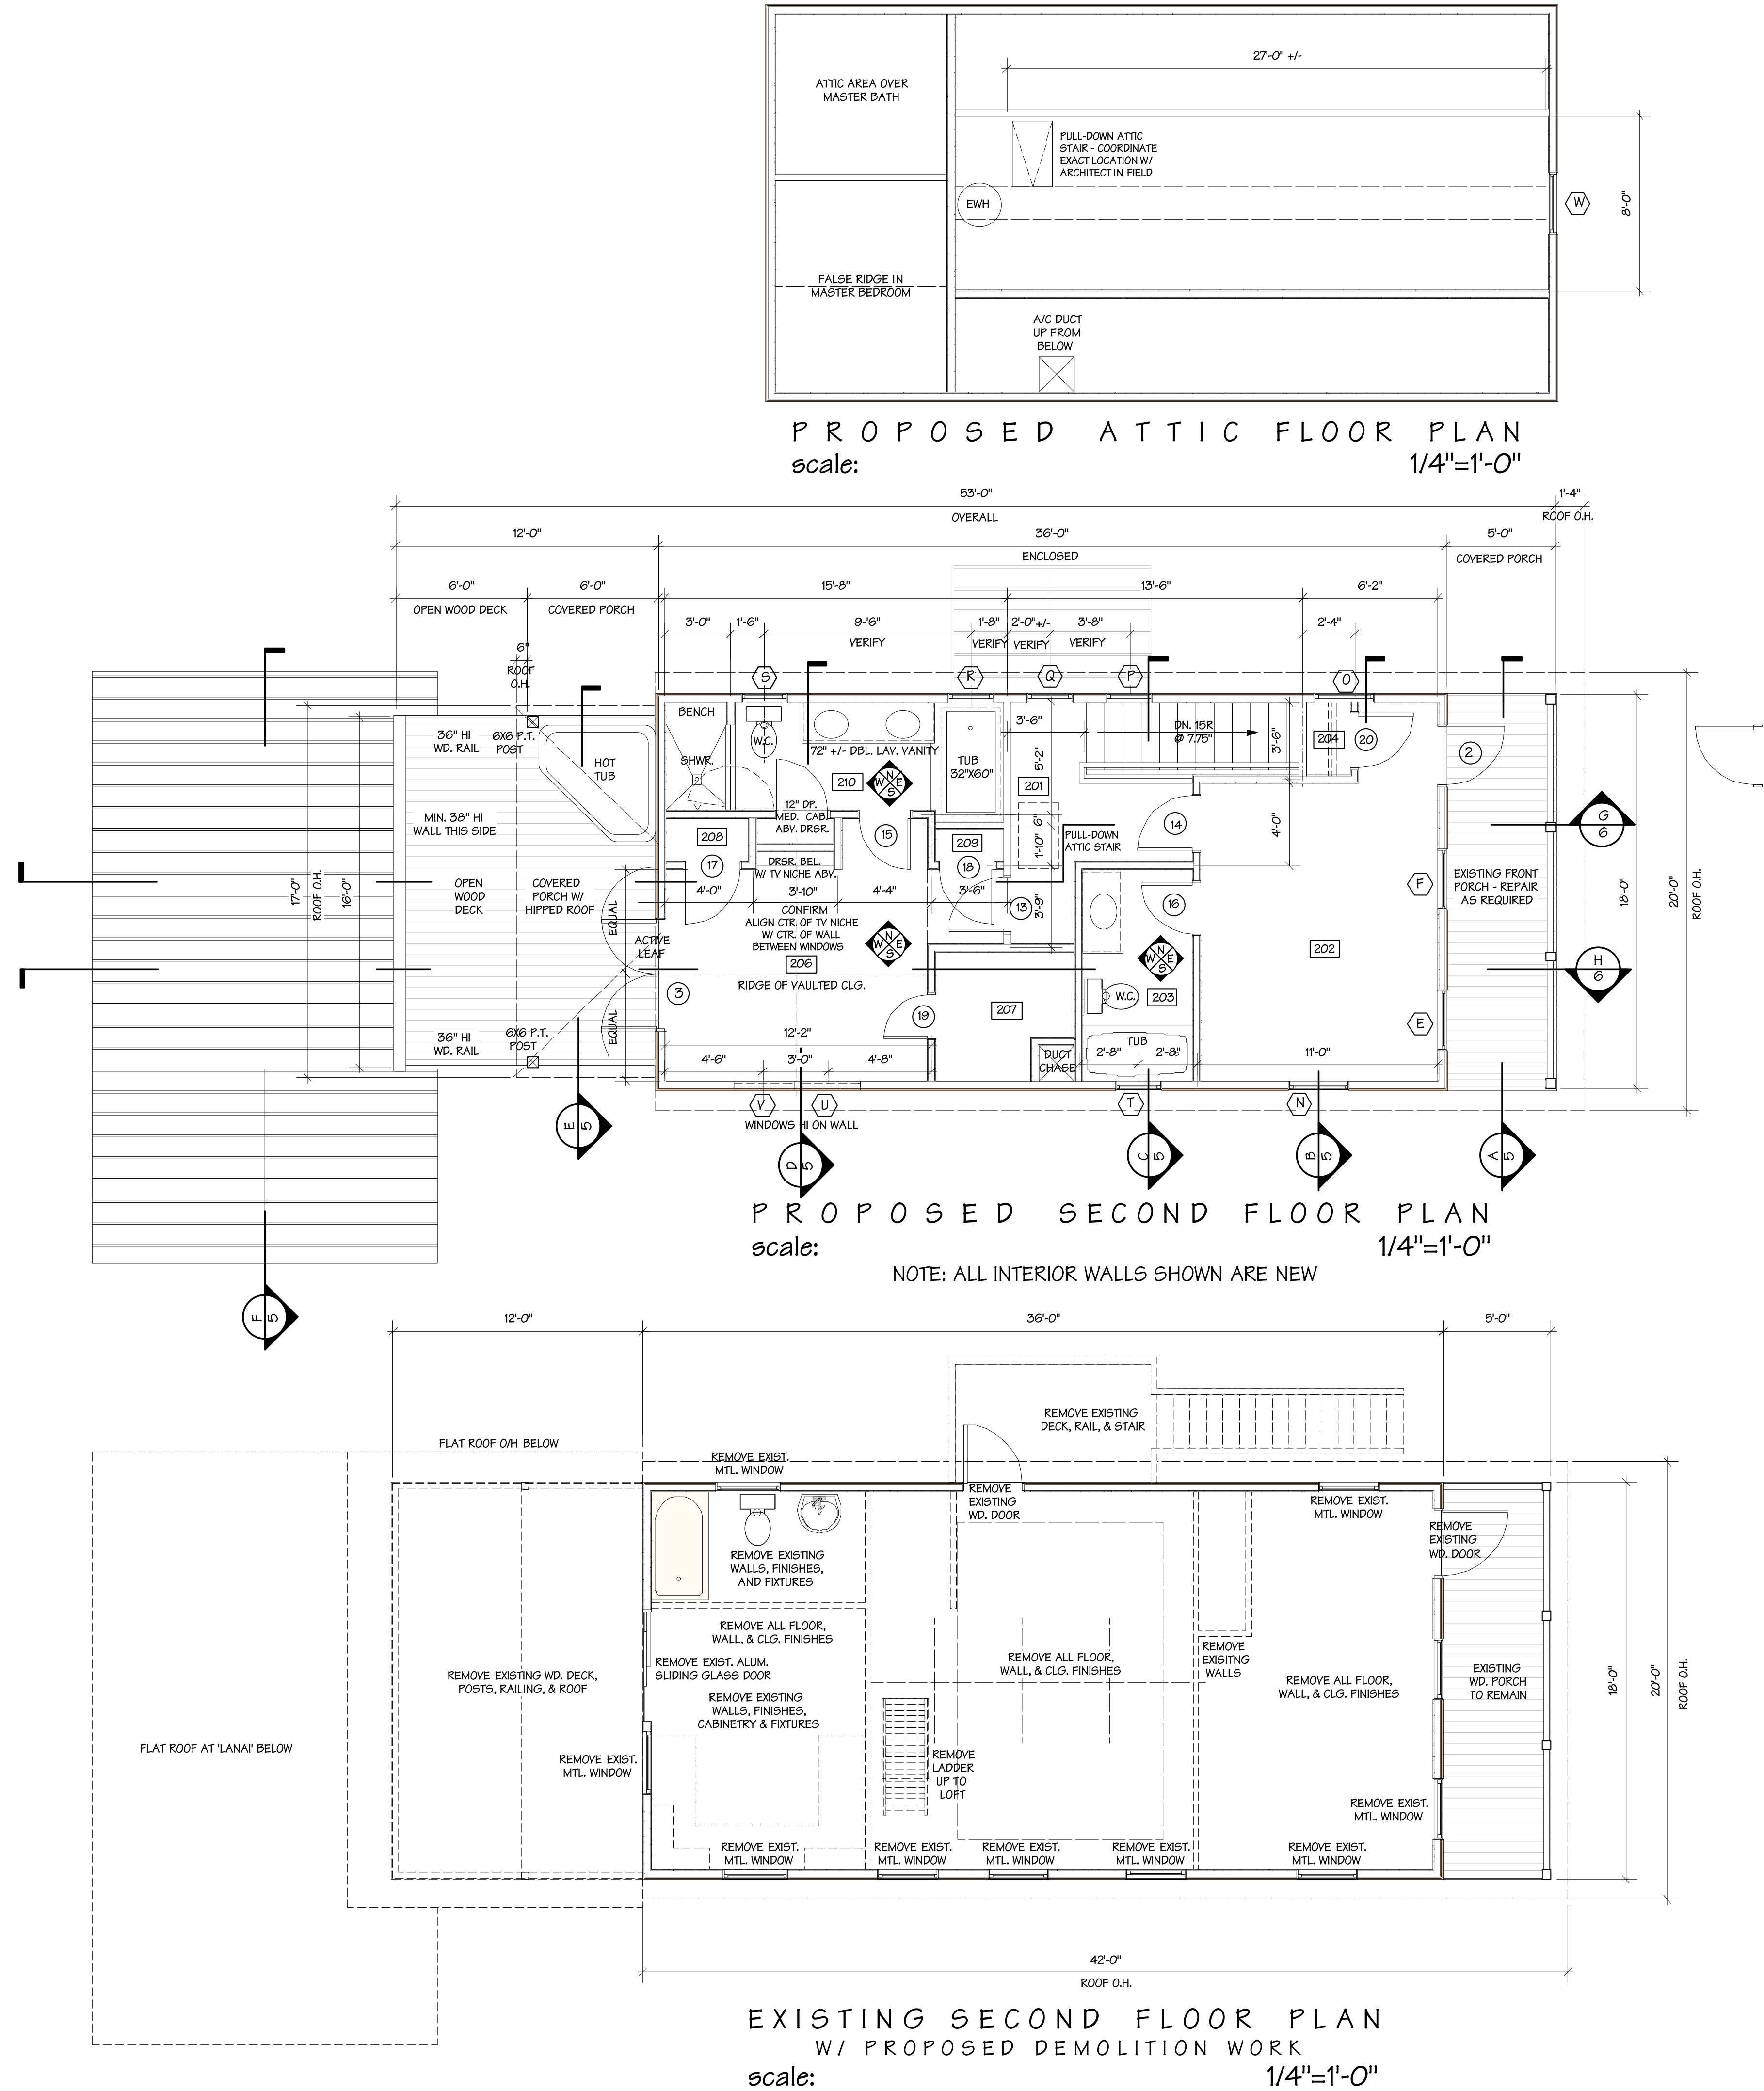 27'-0" +/-
ATTIC AREA OVER
MASTER BATH
PULL-DOWN ATTIC
STAIR - COORDINATE
EXACT LOCATION W/
ARCHITECT IN FIELD
EWH
W
8'-0"
FALSE RIDGE IN
MASTER BEDROOM
A/C DUCT
UP FROM
BELOW
PROPOSED ATTIC FLOOR PLAN
scale: 1/4"=1'-0"
53'-0"
OVERALL
1'-4"
ROOF O.H.
12'-0"
36'-0"
ENCLOSED
5'-0"
COVERED PORCH
6'-0"
OPEN WOOD DECK
6'-0"
COVERED PORCH
15'-8"
13'-6"
6'-2"
3'-0"
1'-6"
9'-6"
VERIFY
1'-8"
VERIFY
2'-0"+/-
VERIFY
3'-8"
VERIFY
2'-4"
6"
ROOF
O.H.
S
R
Q
P
O
BENCH
W.C.
SHWR.
72" +/- DBL. LAV. VANITY
210
N
W E
S
TUB
32"X60"
3'-6"
5'-2"
201
DN. 15R
@ 7.75"
3'-6"
204
20
2
36" HI
WD. RAIL
6X6 P.T.
POST
HOT
TUB
MIN. 38" HI
WALL THIS SIDE
12" DP.
MED. CAB.
ABV. DRSR.
208
17
15
209
18
6"
1'-10"
PULL-DOWN
ATTIC STAIR
14
4'-0"
G
6
17'-0"
ROOF O.H.
16'-0"
OPEN
WOOD
DECK
COVERED
PORCH W/
HIPPED ROOF
EQUAL
DRSR. BEL.
W/ TV NICHE ABV.
4'-0"
3'-10"
4'-4"
3'-6"
13
3'-9"
16
F
EXISTING FRONT
PORCH - REPAIR
AS REQUIRED
18'-0"
20'-0"
ROOF O.H.
CONFIRM
ALIGN CTR. OF TV NICHE
W/ CTR. OF WALL
BETWEEN WINDOWS
206
RIDGE OF VAULTED CLG.
ACTIVE
LEAF
N
W E
S
N
W E
S
202
H
6
3
W.C.
203
207
19
E
36" HI
WD. RAIL
6X6 P.T.
POST
EQUAL
12'-2"
4'-6"
3'-0"
4'-8"
DUCT
CHASE
TUB
2'-8"
2'-8"
11'-0"
V
U
T
N
WINDOWS HI ON WALL
E
5
D
5
C
5
B
5
A
5
F
5
PROPOSED SECOND FLOOR PLAN
scale: 1/4"=1'-0"
NOTE: ALL INTERIOR WALLS SHOWN ARE NEW
12'-0"
36'-0"
5'-0"
REMOVE EXISTING
DECK, RAIL, & STAIR
FLAT ROOF O/H BELOW
REMOVE EXIST.
MTL. WINDOW
REMOVE
EXISTING
WD. DOOR
REMOVE EXIST.
MTL. WINDOW
REMOVE
EXISTING
WD. DOOR
REMOVE EXISTING
WALLS, FINISHES,
AND FIXTURES
REMOVE ALL FLOOR,
WALL, & CLG. FINISHES
REMOVE EXIST. ALUM.
SLIDING GLASS DOOR
REMOVE EXISTING
WALLS, FINISHES,
CABINETRY & FIXTURES
REMOVE EXISTING WD. DECK,
POSTS, RAILING, & ROOF
REMOVE ALL FLOOR,
WALL, & CLG. FINISHES
REMOVE
EXISITNG
WALLS
REMOVE ALL FLOOR,
WALL, & CLG. FINISHES
EXISTING
WD. PORCH
TO REMAIN
18'-0"
20'-0"
ROOF O.H.
FLAT ROOF AT 'LANAI' BELOW
REMOVE EXIST.
MTL. WINDOW
REMOVE
LADDER
UP TO
LOFT
REMOVE EXIST.
MTL. WINDOW
REMOVE EXIST.
MTL. WINDOW
REMOVE EXIST.
MTL. WINDOW
REMOVE EXIST.
MTL. WINDOW
REMOVE EXIST.
MTL. WINDOW
REMOVE EXIST.
MTL. WINDOW
42'-0"
ROOF O.H.
EXISTING SECOND FLOOR PLAN
W/ PROPOSED DEMOLITION WORK
scale: 1/4"=1'-0"